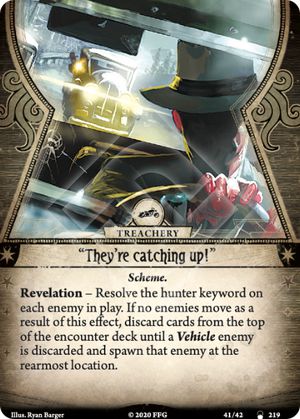 TREACHERY
“They’re catching up!”
Scheme.
Revelation – Resolve the hunter keyword on
each enemy in play. If no enemies move as a
result of this effect, discard cards from the top
of the encounter deck until a Vehicle enemy
is discarded and spawn that enemy at the
rearmost location.
Illus. Ryan Barger © 2020 FFG 41/42 219